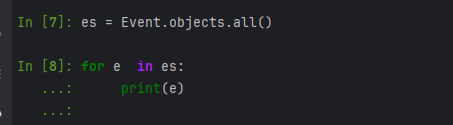 In [7]: es = Event.objects.all()
In [8]: for e  in es:
   ...:      print(e)
   ...: